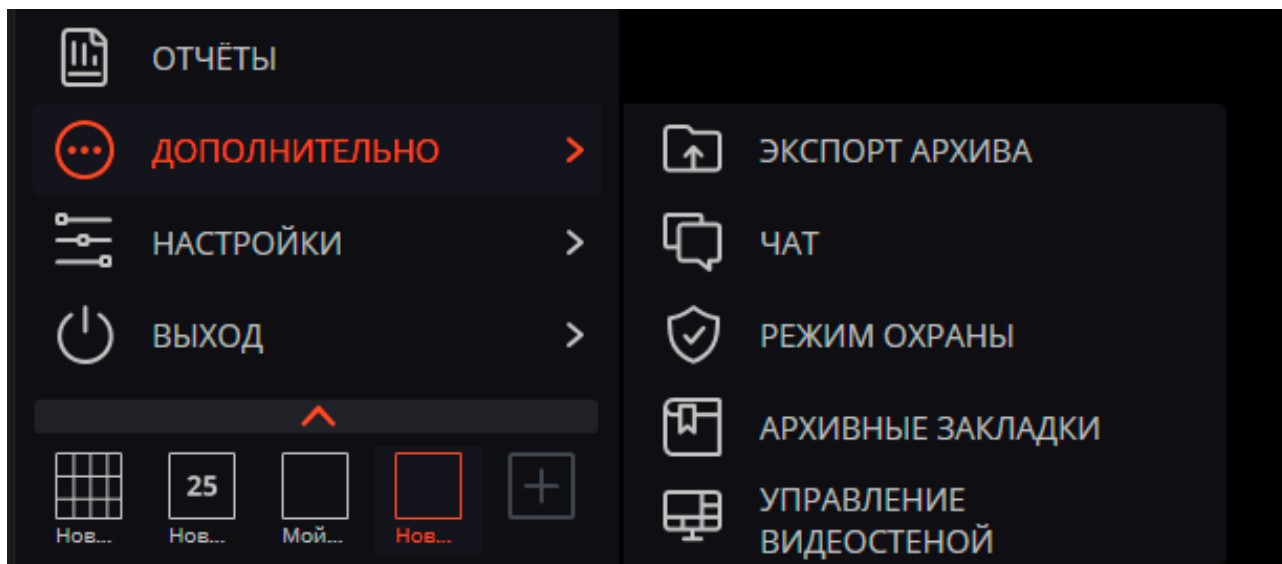 ОТЧЁТЫ
ДОПОЛНИТЕЛЬНО
НАСТРОЙКИ
ВЫХОД
25
Нов...
Нов...
Мой...
Нов...
ЭКСПОРТ АРХИВА
ЧАТ
РЕЖИМ ОХРАНЫ
АРХИВНЫЕ ЗАКЛАДКИ
УПРАВЛЕНИЕ
ВИДЕОСТЕНОЙ